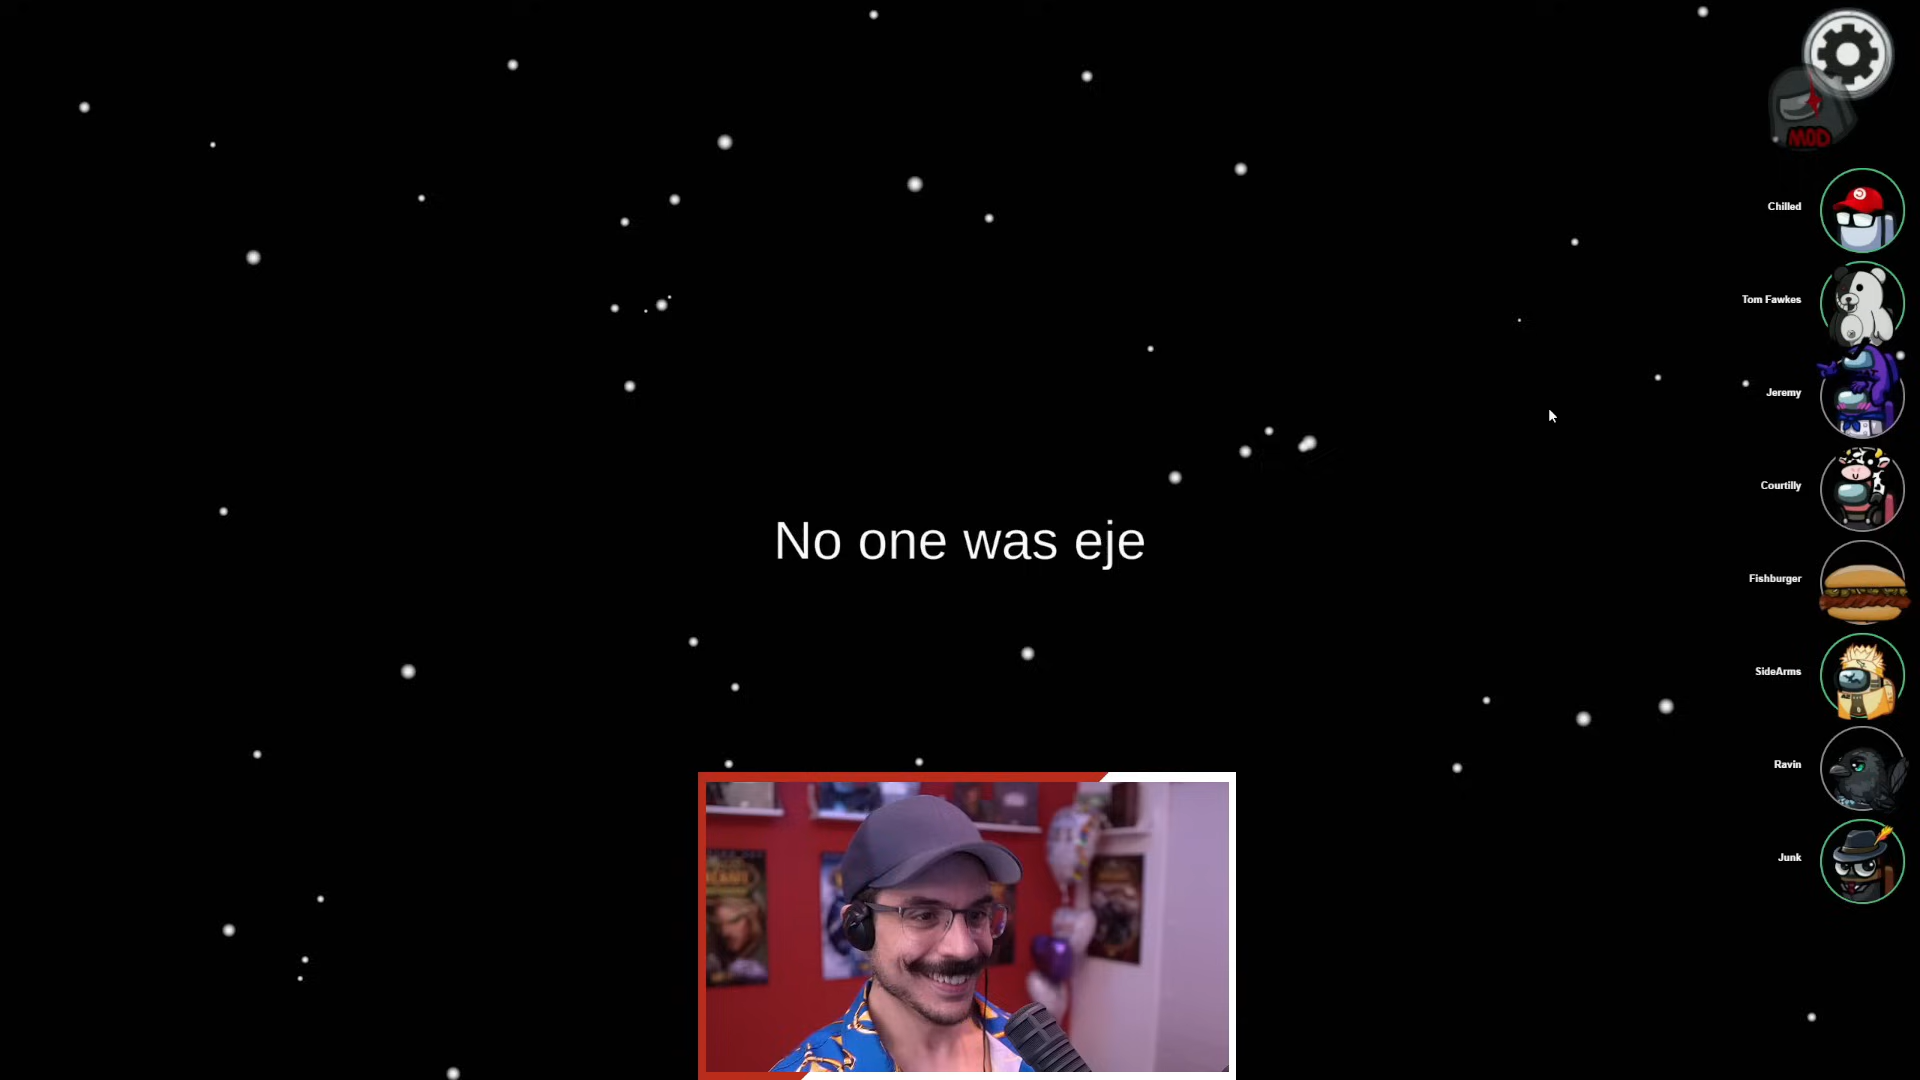 MOD
Chilled
Tom Fawkes
Jeremy
Courtilly
No one was eje
Fishburger
SideArms
Ravin
Junk